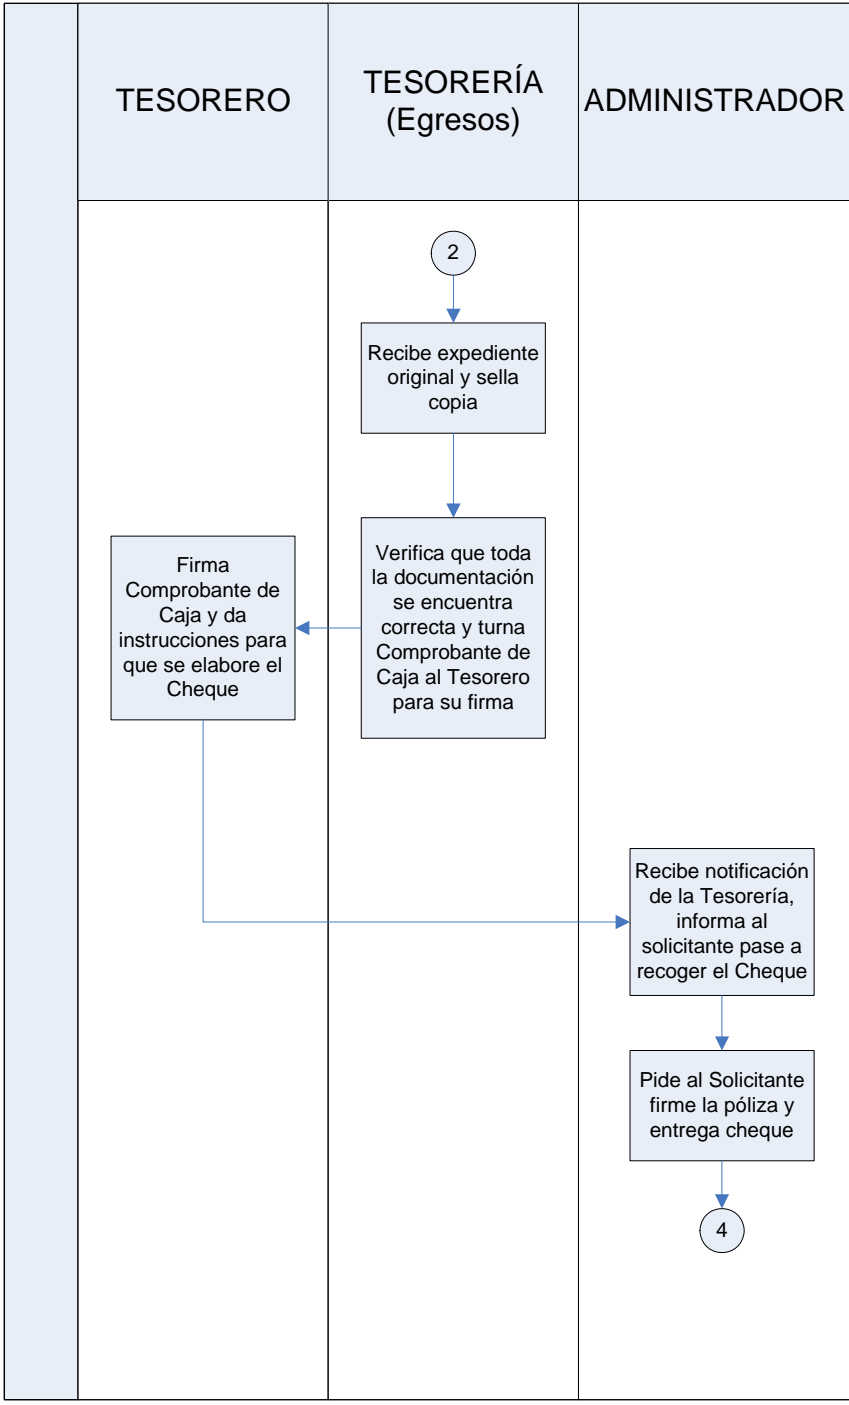 TESORERO
TESORERÍA
(Egresos)
ADMINISTRADOR
2
Recibe expediente
original y sella
copia
Verifica que toda
la documentación
se encuentra
correcta y turna
Comprobante de
Caja al Tesorero
para su firma
Firma
Comprobante de
Caja y da
instrucciones para
que se elabore el
Cheque
Recibe notificación
de la Tesorería,
informa al
solicitante pase a
recoger el Cheque
Pide al Solicitante
firme la póliza y
entrega cheque
4